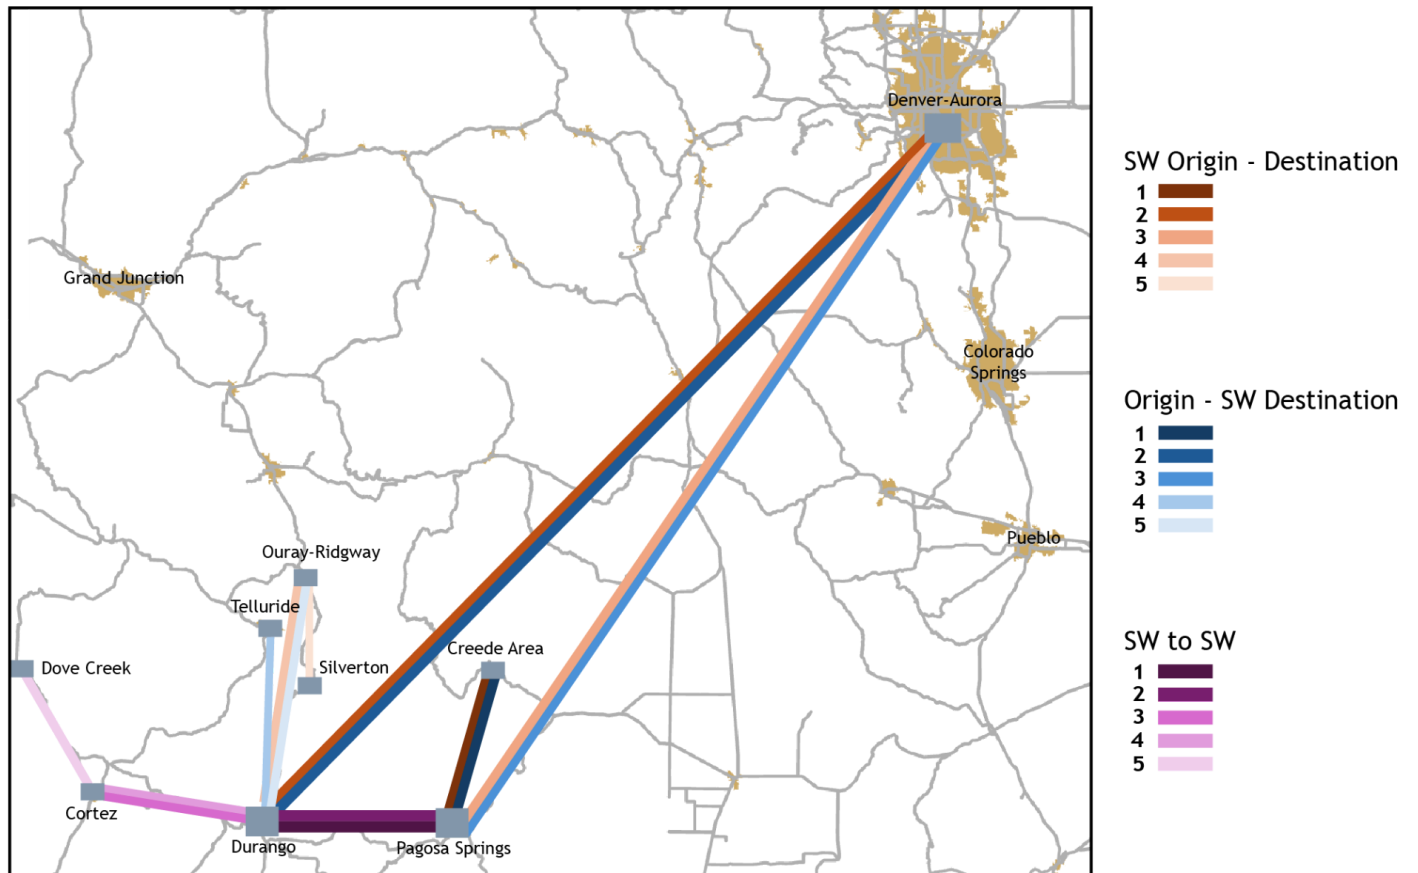 Denver-Aurora
Grand Junction
Colorado
Springs
Pueblo
Ouray-Ridgway
Telluride
Creede Area
Dove Creek
Silverton
Cortez
Durango
Pagosa Springs
SW Origin - Destination
1
2
3
4
5
Origin - SW Destination
1
2
3
4
5
SW to SW
1
2
3
4
5